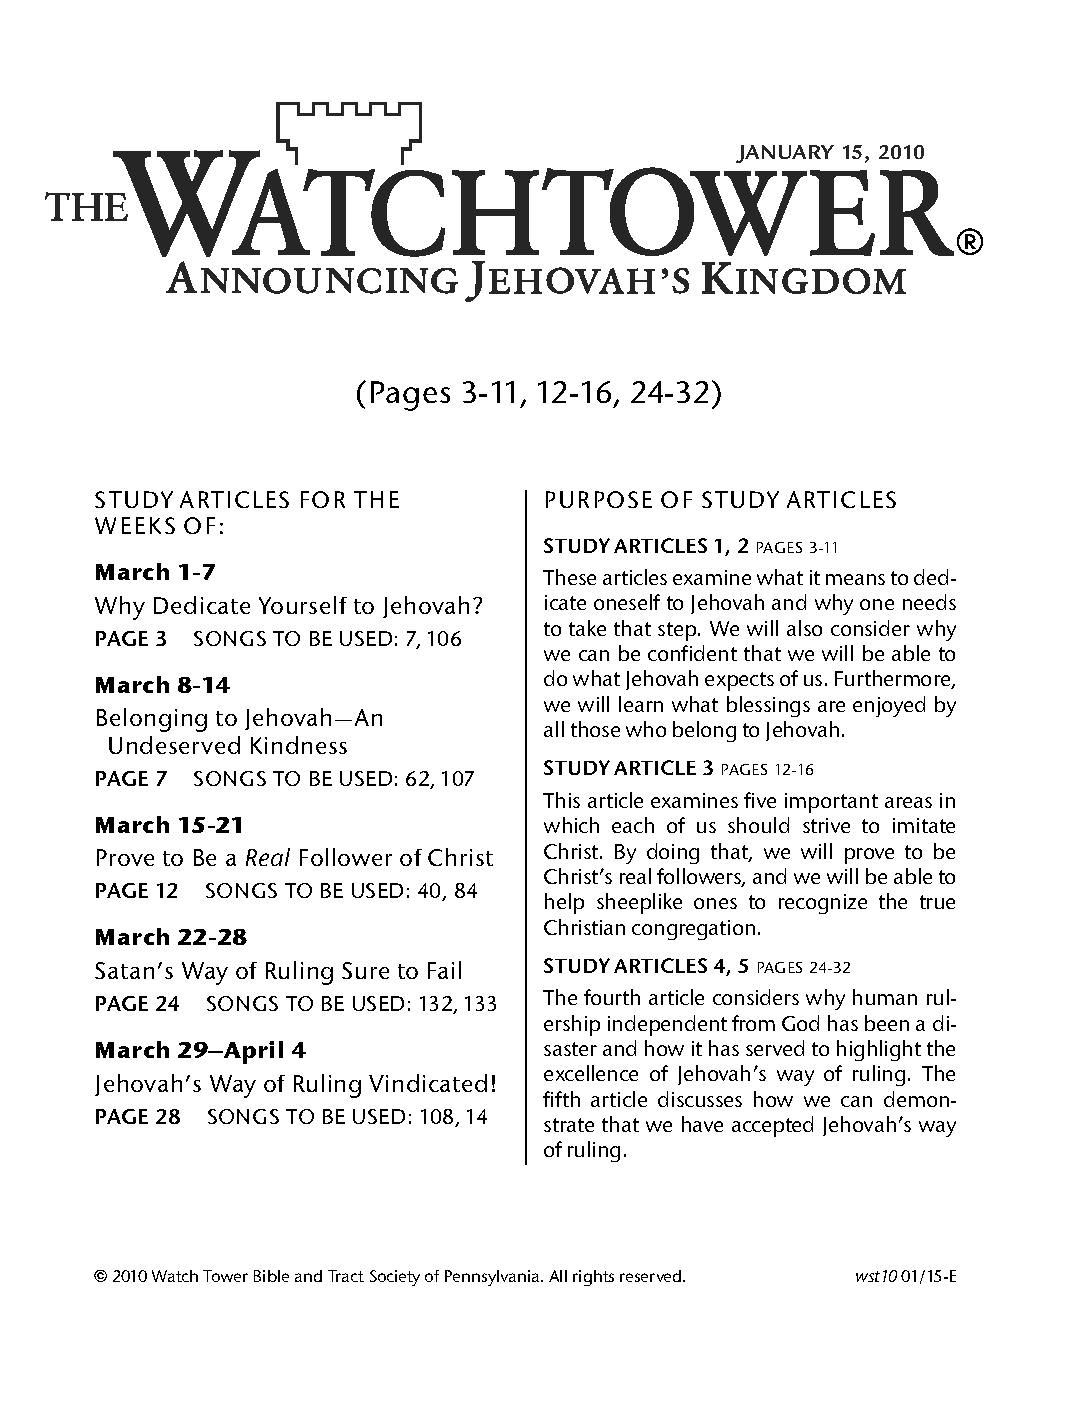 JANUARY 15, 2010
THE WATCHTOWER®
ANNOUNCING JEHOVAH’S KINGDOM
(Pages 3-11, 12-16, 24-32)
STUDY ARTICLES FOR THE
WEEKS OF:
March 1-7
Why Dedicate Yourself to Jehovah?
PAGE 3 SONGS TO BE USED: 7, 106
March 8-14
Belonging to Jehovah—An
Undeserved Kindness
PAGE 7 SONGS TO BE USED: 62, 107
March 15-21
Prove to Be a Real Follower of Christ
PAGE 12 SONGS TO BE USED: 40, 84
March 22-28
Satan’s Way of Ruling Sure to Fail
PAGE 24 SONGS TO BE USED: 132, 133
March 29–April 4
Jehovah’s Way of Ruling Vindicated!
PAGE 28 SONGS TO BE USED: 108, 14
PURPOSE OF STUDY ARTICLES
STUDY ARTICLES 1, 2 PAGES 3-11
These articles examine what it means to ded-
icate oneself to Jehovah and why one needs
to take that step. We will also consider why
we can be confident that we will be able to
do what Jehovah expects of us. Furthermore,
we will learn what blessings are enjoyed by
all those who belong to Jehovah.
STUDY ARTICLE 3 PAGES 12-16
This article examines five important areas in
which each of us should strive to imitate
Christ. By doing that, we will prove to be
Christ’s real followers, and we will be able to
help sheeplike ones to recognize the true
Christian congregation.
STUDY ARTICLES 4, 5 PAGES 24-32
The fourth article considers why human rul-
ership independent from God has been a di-
saster and how it has served to highlight the
excellence of Jehovah’s way of ruling. The
fifth article discusses how we can demon-
strate that we have accepted Jehovah’s way
of ruling.
© 2010 Watch Tower Bible and Tract Society of Pennsylvania. All rights reserved.
wst10 01/15-E